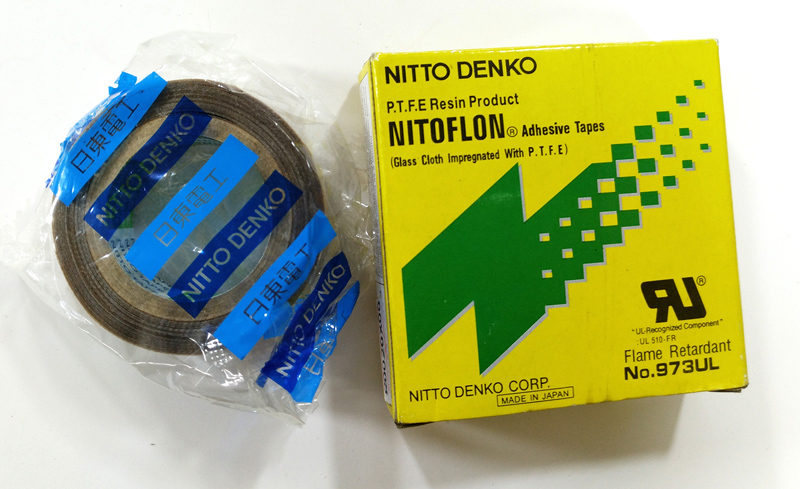 日東電工
NITTO DENKO
日東電工
NITTO DENKO
日東電工
NITTO DENKO
NITTO DENKO
P.T.F.E Resin Product
NITOFLON® Adhesive Tapes
(Glass Cloth Impregnated With P.T.F.E)
RU®
"UL-Recognized Component"
:UL 510-FR
Flame Retardant
No.973UL
NITTO DENKO CORP.
MADE IN JAPAN